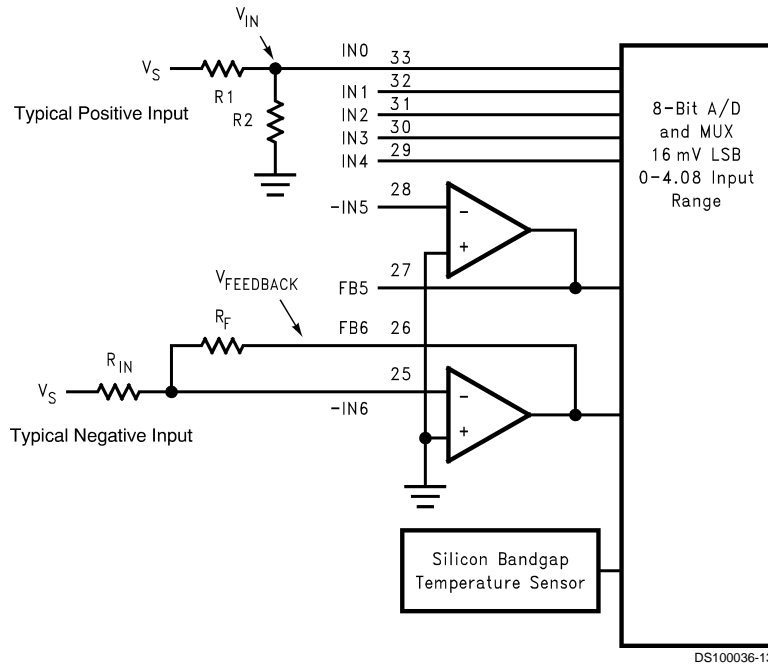 V_IN
IN0 33
V_S
R1
IN1 32
Typical Positive Input
R2
IN2 31
IN3 30
IN4 29
8-Bit A/D
and MUX
16 mV LSB
0-4.08 Input
Range
-IN5 28
-
+
V_FEEDBACK
FB5 27
R_F
FB6 26
R_IN
25
V_S
-IN6
-
+
Typical Negative Input
Silicon Bandgap
Temperature Sensor
DS100036-13